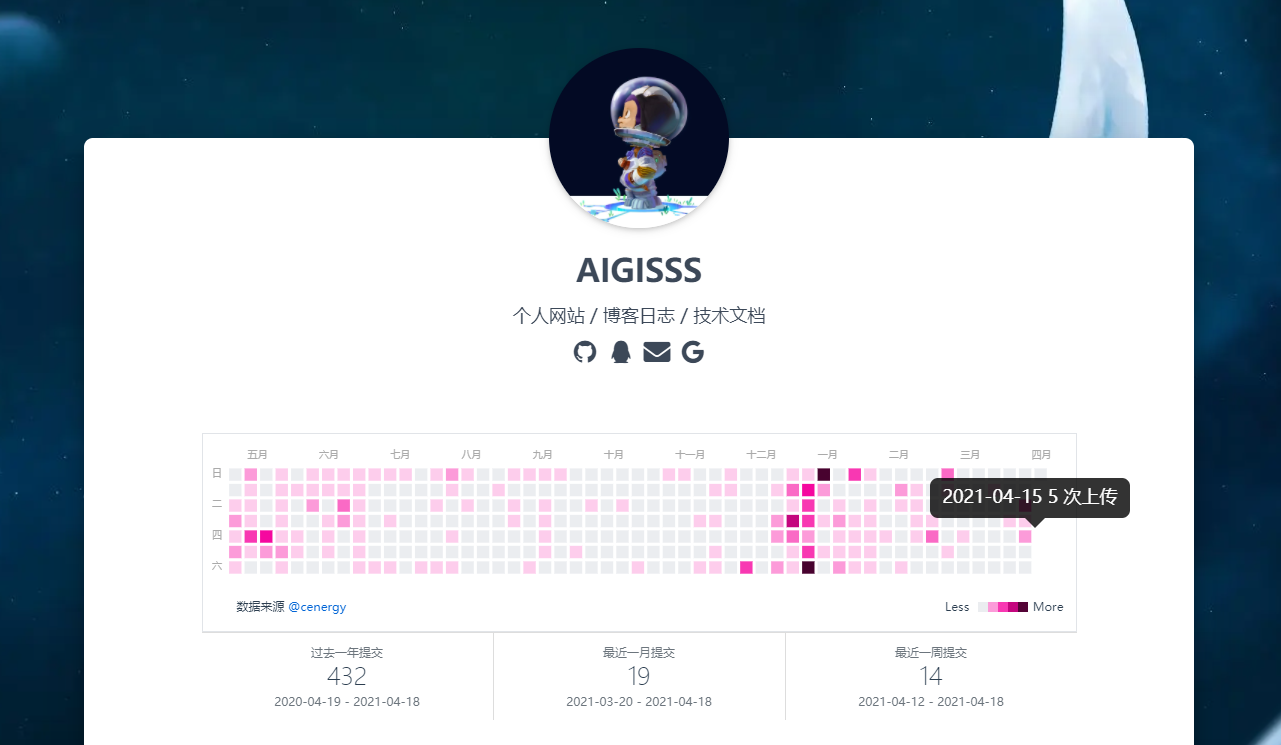 AIGISSS
个人网站 / 博客日志 / 技术文档
五月 六月 七月 八月 九月 十月 十一月 十二月 一月 二月 三月 四月
日
二
2021-04-15 5 次上传
四
六
数据来源 @cenergy
Less More
过去一年提交 最近一月提交 最近一周提交
432 19 14
2020-04-19 - 2021-04-18 2021-03-20 - 2021-04-18 2021-04-12 - 2021-04-18